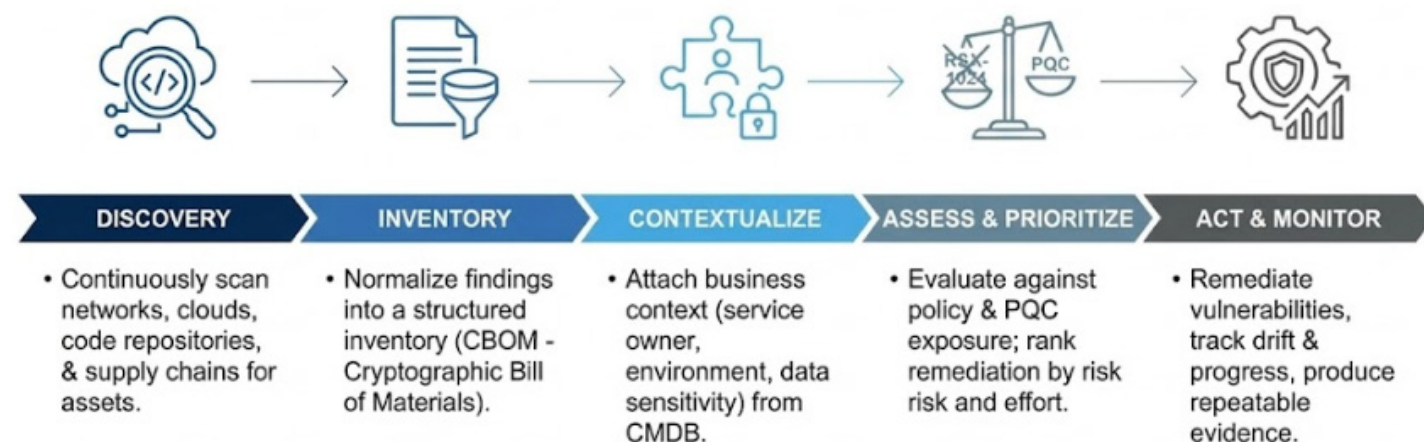 </>
RSX-
1024
PQC
DISCOVERY
INVENTORY
CONTEXTUALIZE
ASSESS & PRIORITIZE
ACT & MONITOR
• Continuously scan
networks, clouds,
code repositories,
& supply chains for
assets.
• Normalize findings
into a structured
inventory (CBOM -
Cryptographic Bill
of Materials).
• Attach business
context (service
owner,
environment, data
sensitivity) from
CMDB.
• Evaluate against
policy & PQC
exposure; rank
remediation by risk
risk and effort.
• Remediate
vulnerabilities,
track drift &
progress, produce
repeatable
evidence.